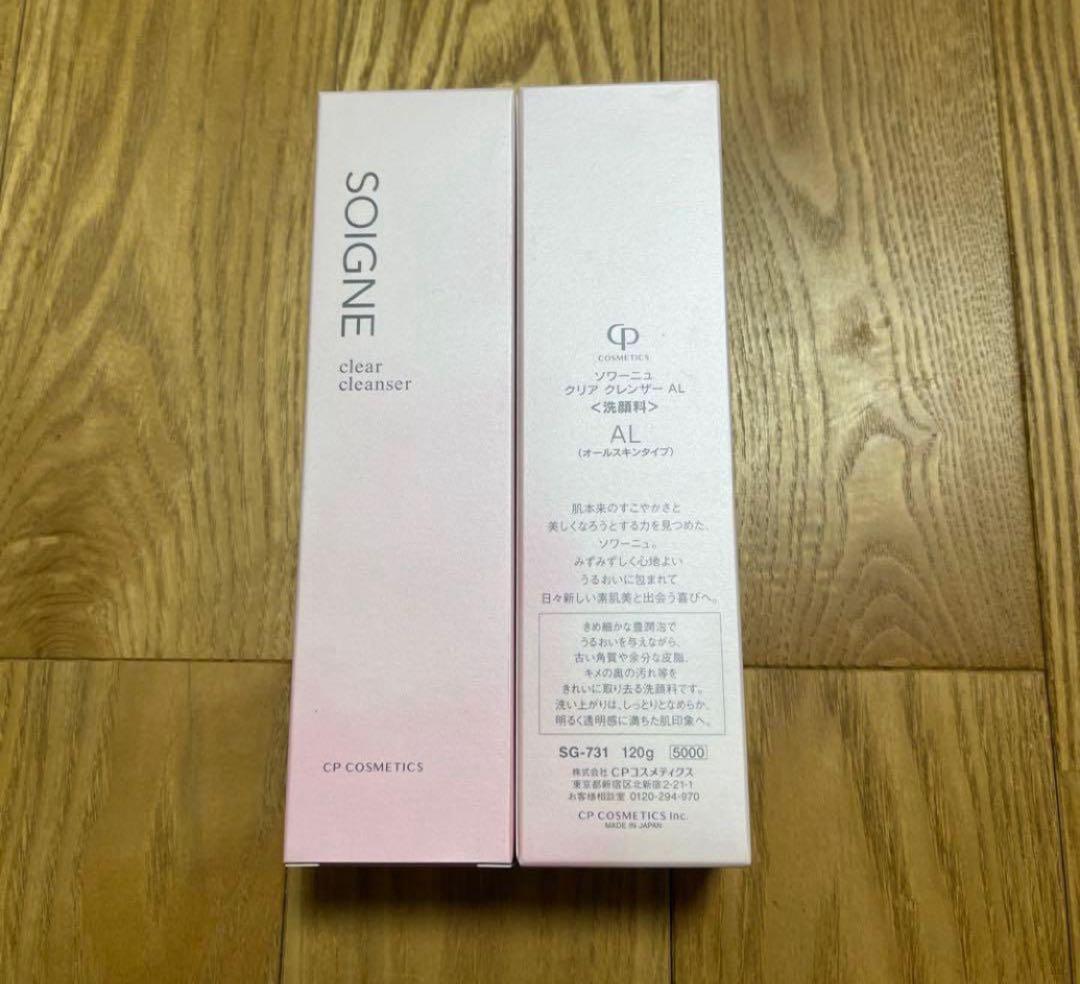 SOIGNE
clear
cleanser
CP COSMETICS
Cp
COSMETICS
ソワーニュ
クリア クレンザー AL
＜洗顔料＞
AL
（オールスキンタイプ）
肌本来のすこやかさと
美しくなろうとする力を見つめた、
ソワーニュ。
みずみずしく心地よい
うるおいに包まれて
日々新しい素肌美と出会う喜びへ。
きめ細かな豊潤泡で
うるおいを与えながら、
古い角質や余分な皮脂、
キメの奥の汚れ等を
きれいに取り去る洗顔料です。
洗い上がりは、しっとりとなめらか、
明るく透明感に満ちた肌印象へ。
SG-731 120g 5000
株式会社 CPコスメティクス
東京都新宿区北新宿2-21-1
お客様相談室 0120-294-970
CP COSMETICS Inc.
MADE IN JAPAN